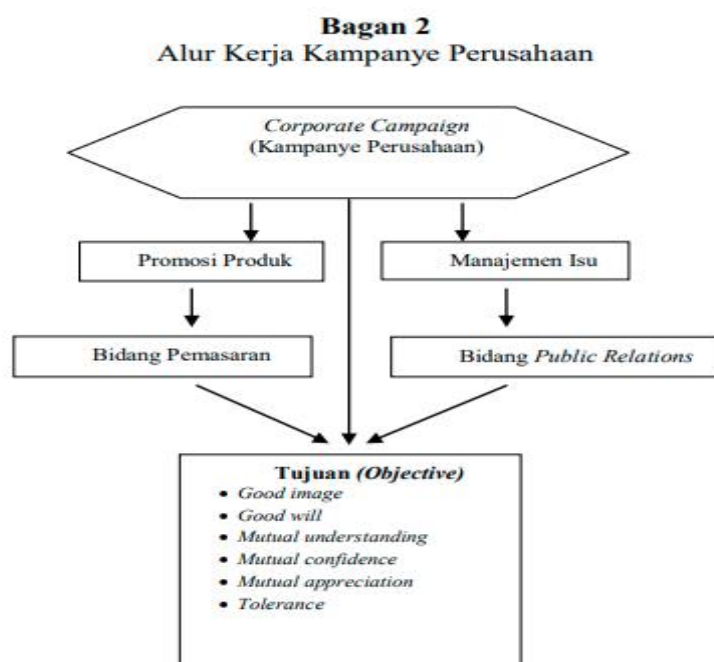 Bagan 2
Alur Kerja Kampanye Perusahaan
Corporate Campaign
(Kampanye Perusahaan)
Promosi Produk
Manajemen Isu
Bidang Pemasaran
Bidang Public Relations
Tujuan (Objective)
• Good image
• Good will
• Mutual understanding
• Mutual confidence
• Mutual appreciation
• Tolerance